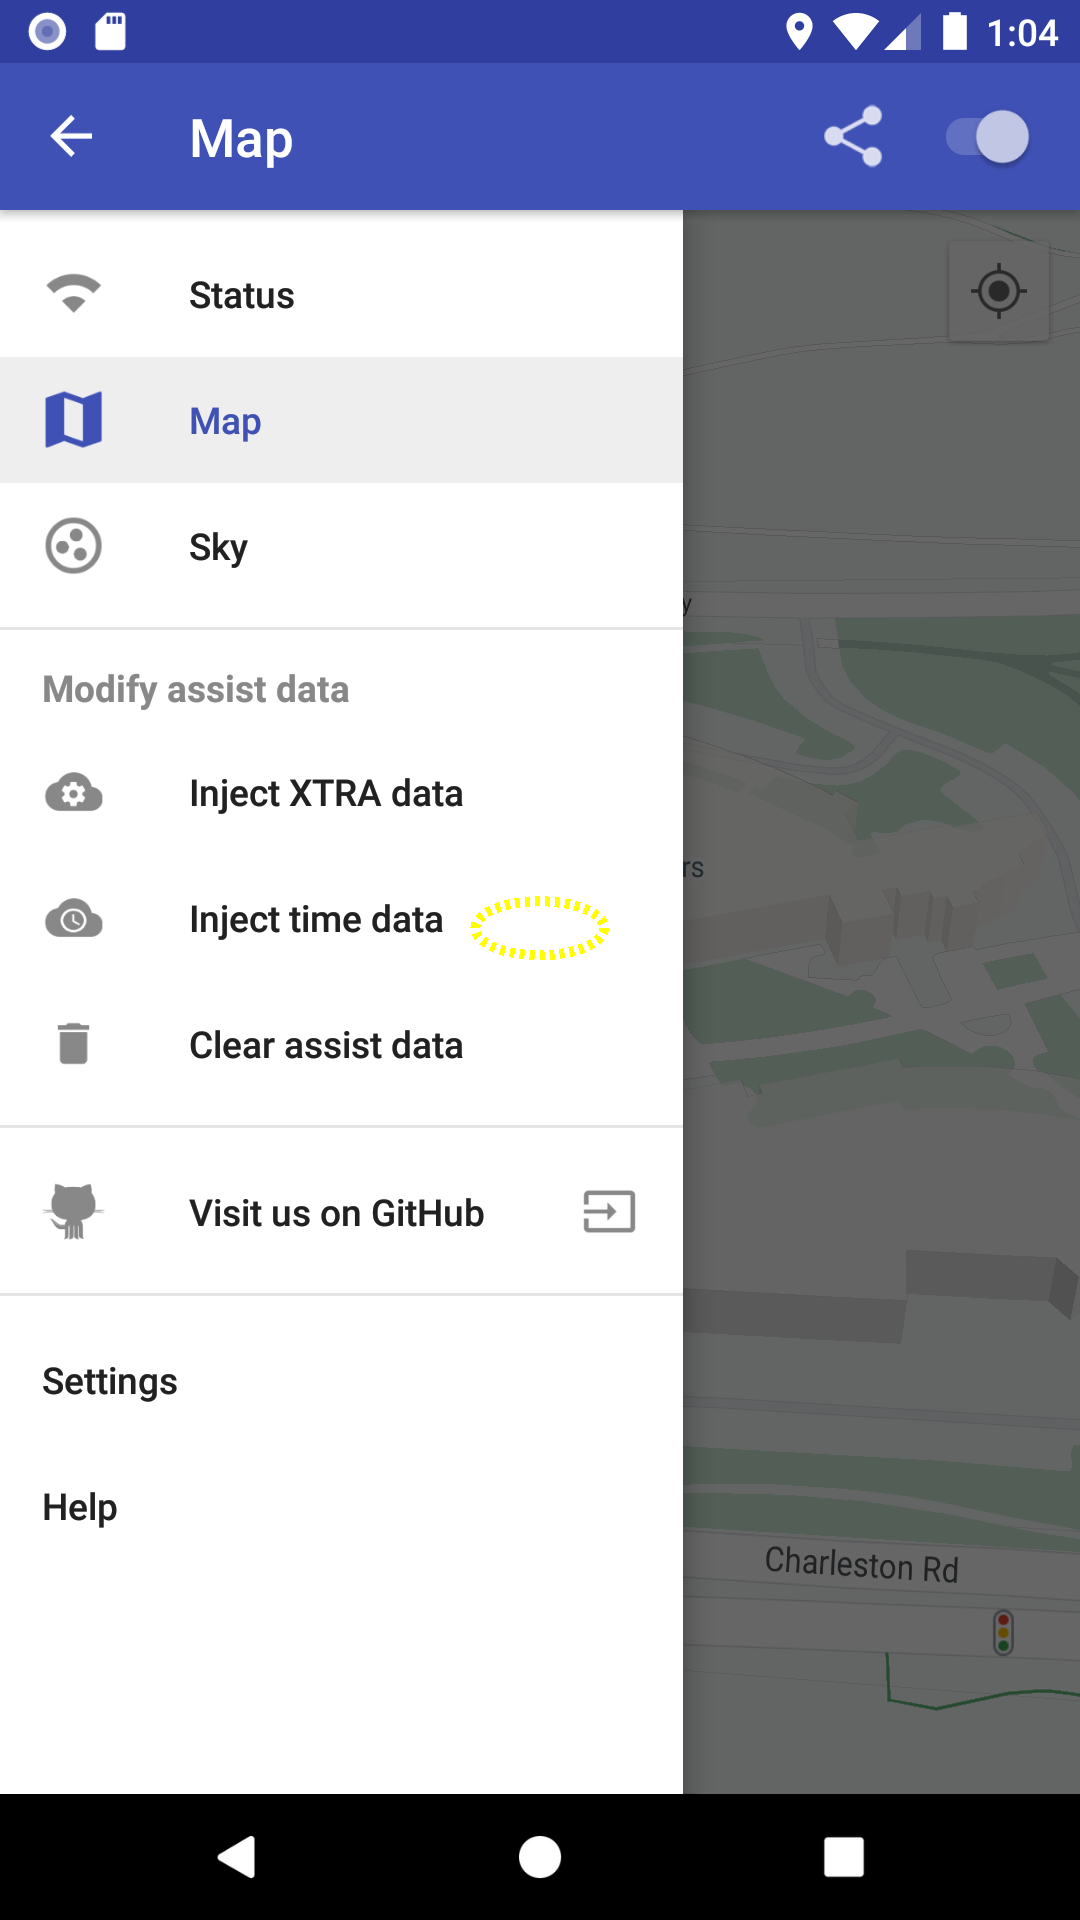 1:04
Map
Status
Map
Sky
Modify assist data
Inject XTRA data
Inject time data
Clear assist data
Visit us on GitHub
Settings
Help
y
rs
Charleston Rd